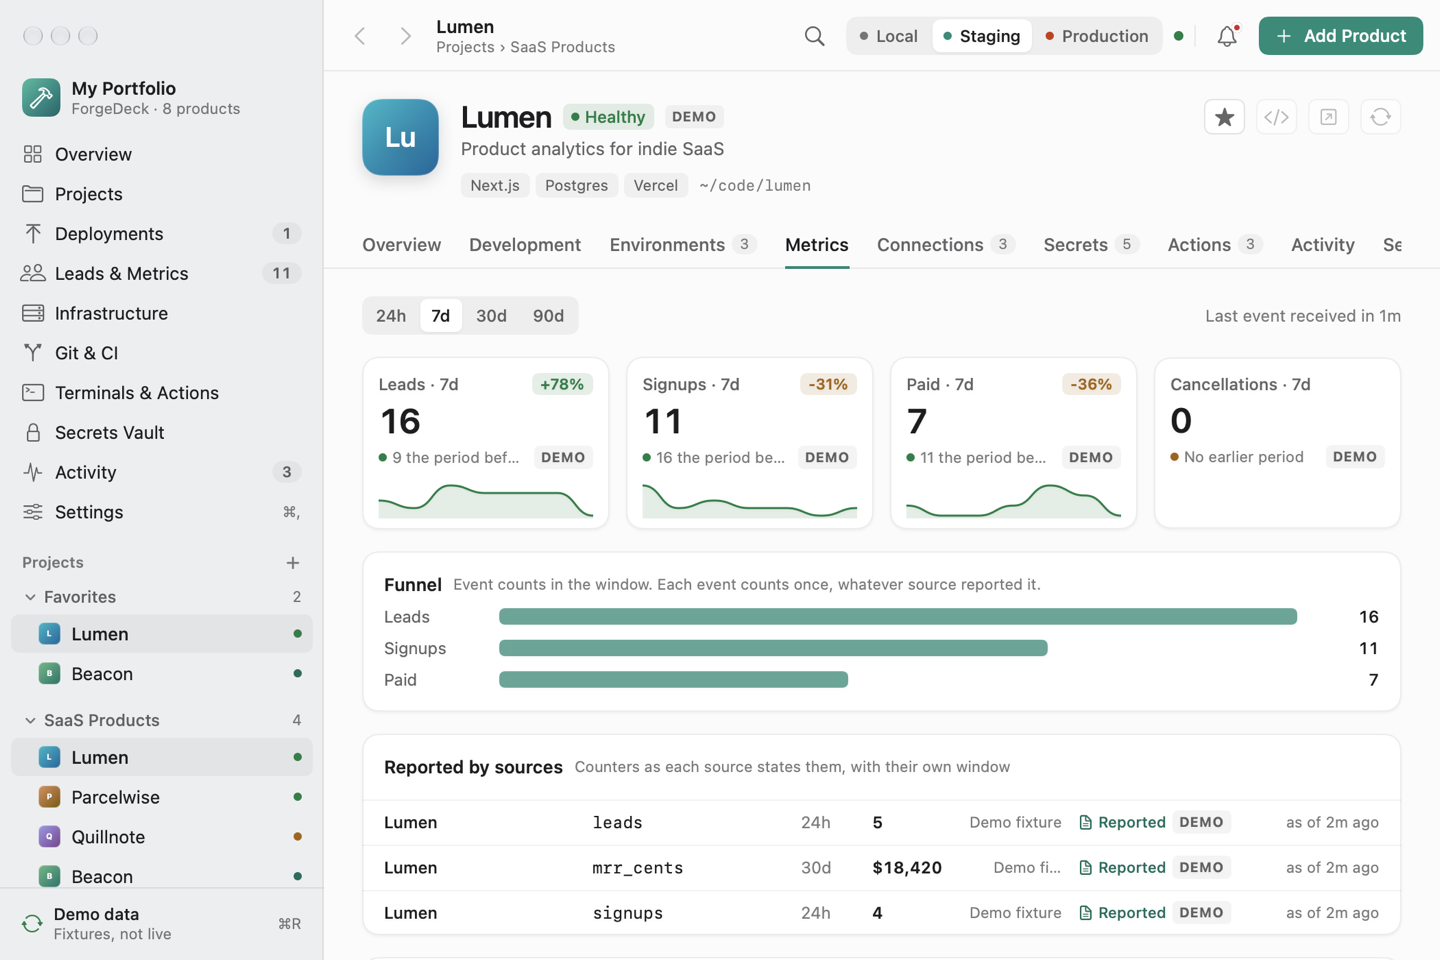 My Portfolio
ForgeDeck · 8 products
Overview
Projects
Deployments 1
Leads & Metrics 11
Infrastructure
Git & CI
Terminals & Actions
Secrets Vault
Activity 3
Settings ⌘,
Projects +
Favorites 2
L Lumen
B Beacon
SaaS Products 4
L Lumen
P Parcelwise
Q Quillnote
B Beacon
Demo data ⌘R
Fixtures, not live
Lumen
Projects › SaaS Products
Local Staging Production
+ Add Product
Lu
Lumen Healthy DEMO
Product analytics for indie SaaS
Next.js Postgres Vercel ~/code/lumen
Overview Development Environments 3 Metrics Connections 3 Secrets 5 Actions 3 Activity Se
24h 7d 30d 90d
Last event received in 1m
Leads · 7d +78%
16
9 the period bef... DEMO
Signups · 7d -31%
11
16 the period be... DEMO
Paid · 7d -36%
7
11 the period be... DEMO
Cancellations · 7d
0
No earlier period DEMO
Funnel Event counts in the window. Each event counts once, whatever source reported it.
Leads 16
Signups 11
Paid 7
Reported by sources Counters as each source states them, with their own window
Lumen leads 24h 5 Demo fixture Reported DEMO as of 2m ago
Lumen mrr_cents 30d $18,420 Demo fi... Reported DEMO as of 2m ago
Lumen signups 24h 4 Demo fixture Reported DEMO as of 2m ago